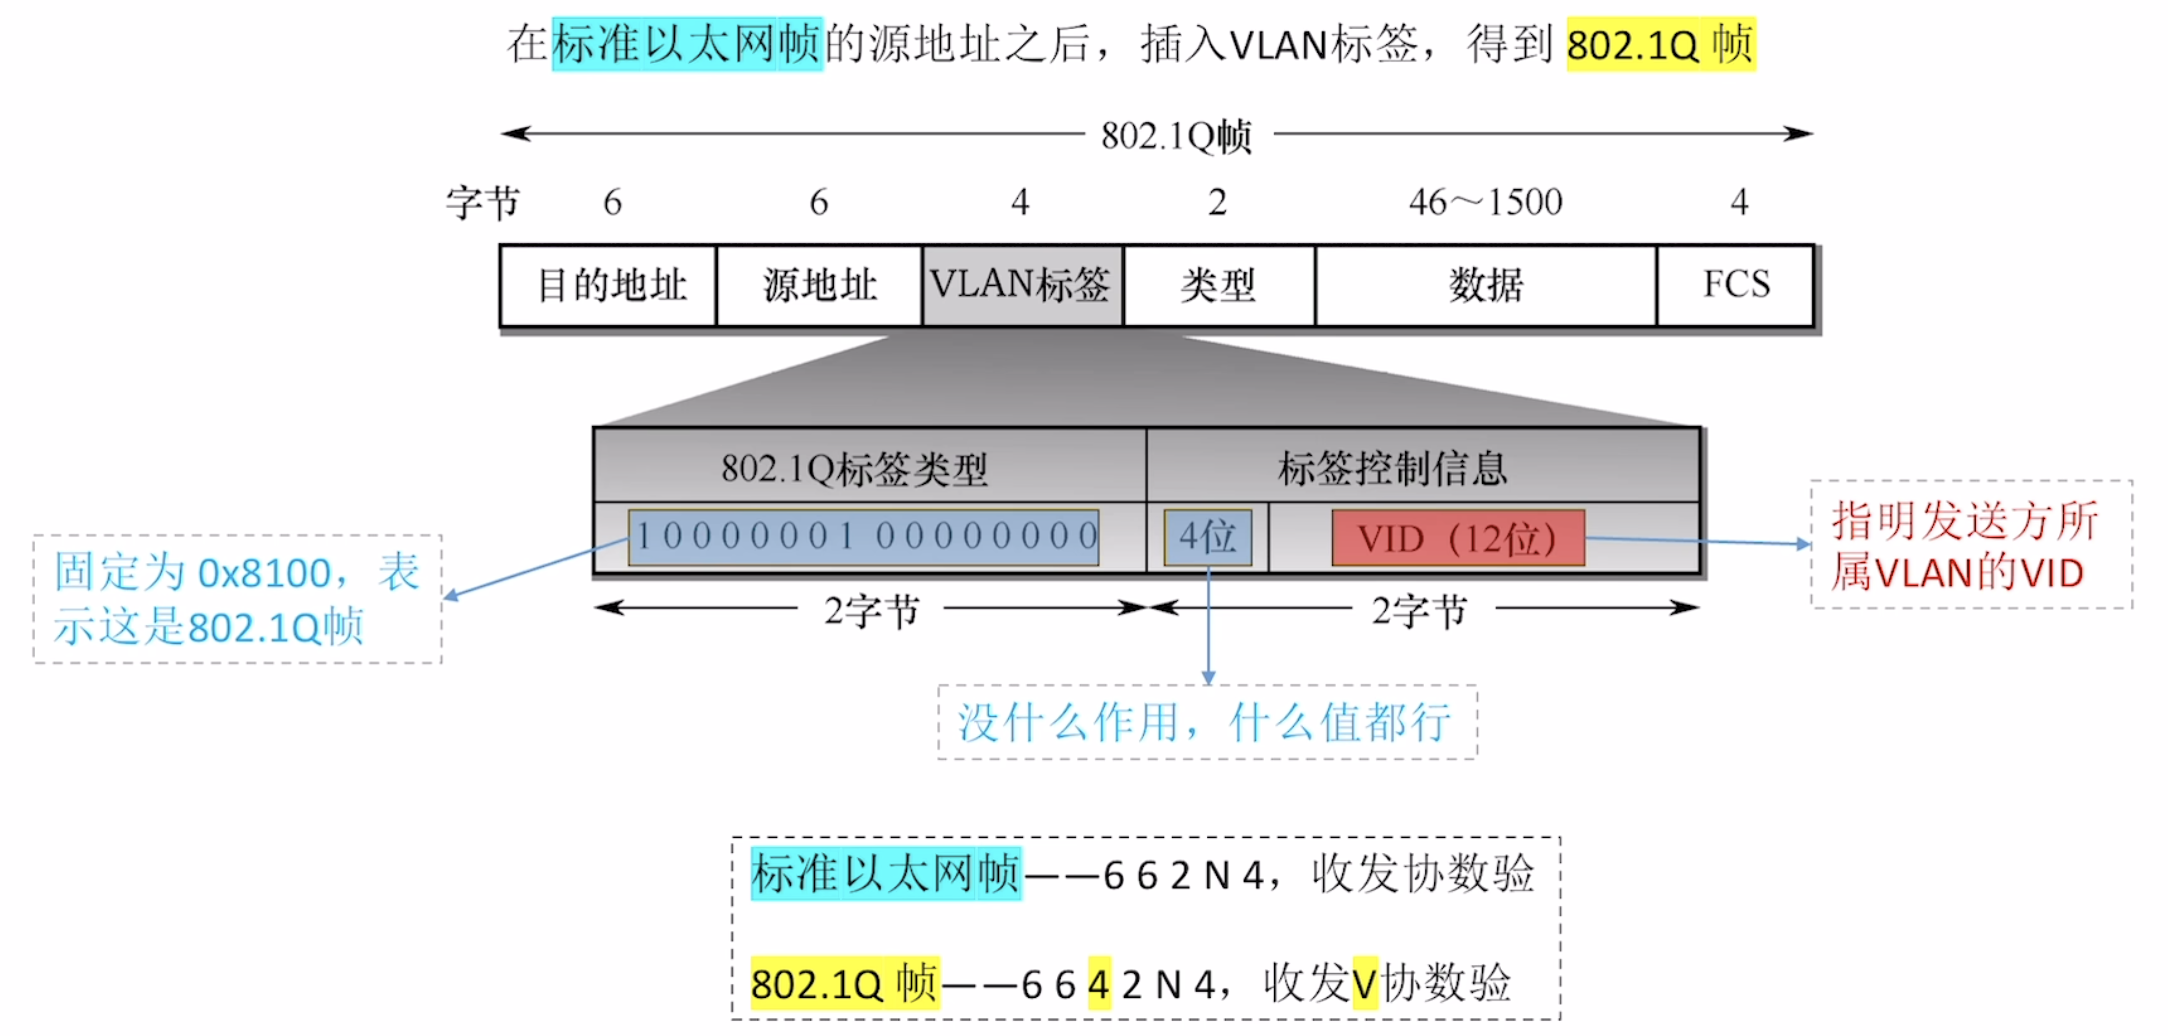 在标准以太网帧的源地址之后，插入VLAN标签，得到 802.1Q 帧
802.1Q帧
字节 6 6 4 2 46～1500 4
目的地址 源地址 VLAN标签 类型 数据 FCS
802.1Q标签类型 标签控制信息
1 0 0 0 0 0 0 1 0 0 0 0 0 0 0 0 4位 VID（12位）
2字节 2字节
固定为 0x8100，表
示这是802.1Q帧
指明发送方所
属VLAN的VID
没什么作用，什么值都行
标准以太网帧——6 6 2 N 4，收发协数验
802.1Q 帧——6 6 4 2 N 4，收发V协数验